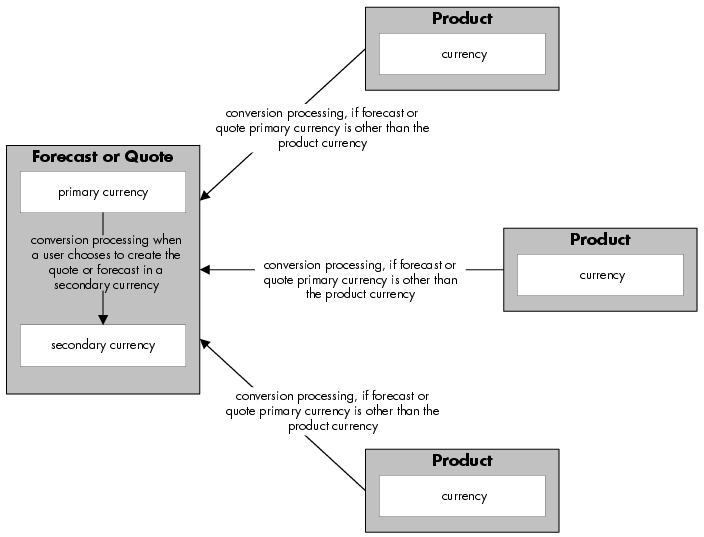 Product
currency
conversion processing, if forecast or
quote primary currency is other than the
product currency
Forecast or Quote
primary currency
conversion processing when
a user chooses to create the
quote or forecast in a
secondary currency
secondary currency
conversion processing, if forecast or
quote primary currency is other than
the product currency
Product
currency
conversion processing, if forecast or
quote primary currency is other than the
product currency
Product
currency